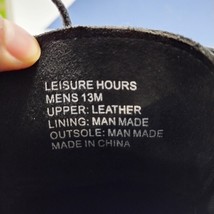 LEISURE HOURS
MENS 13M
UPPER: LEATHER
LINING: MAN MADE
OUTSOLE: MAN MADE
MADE IN CHINA